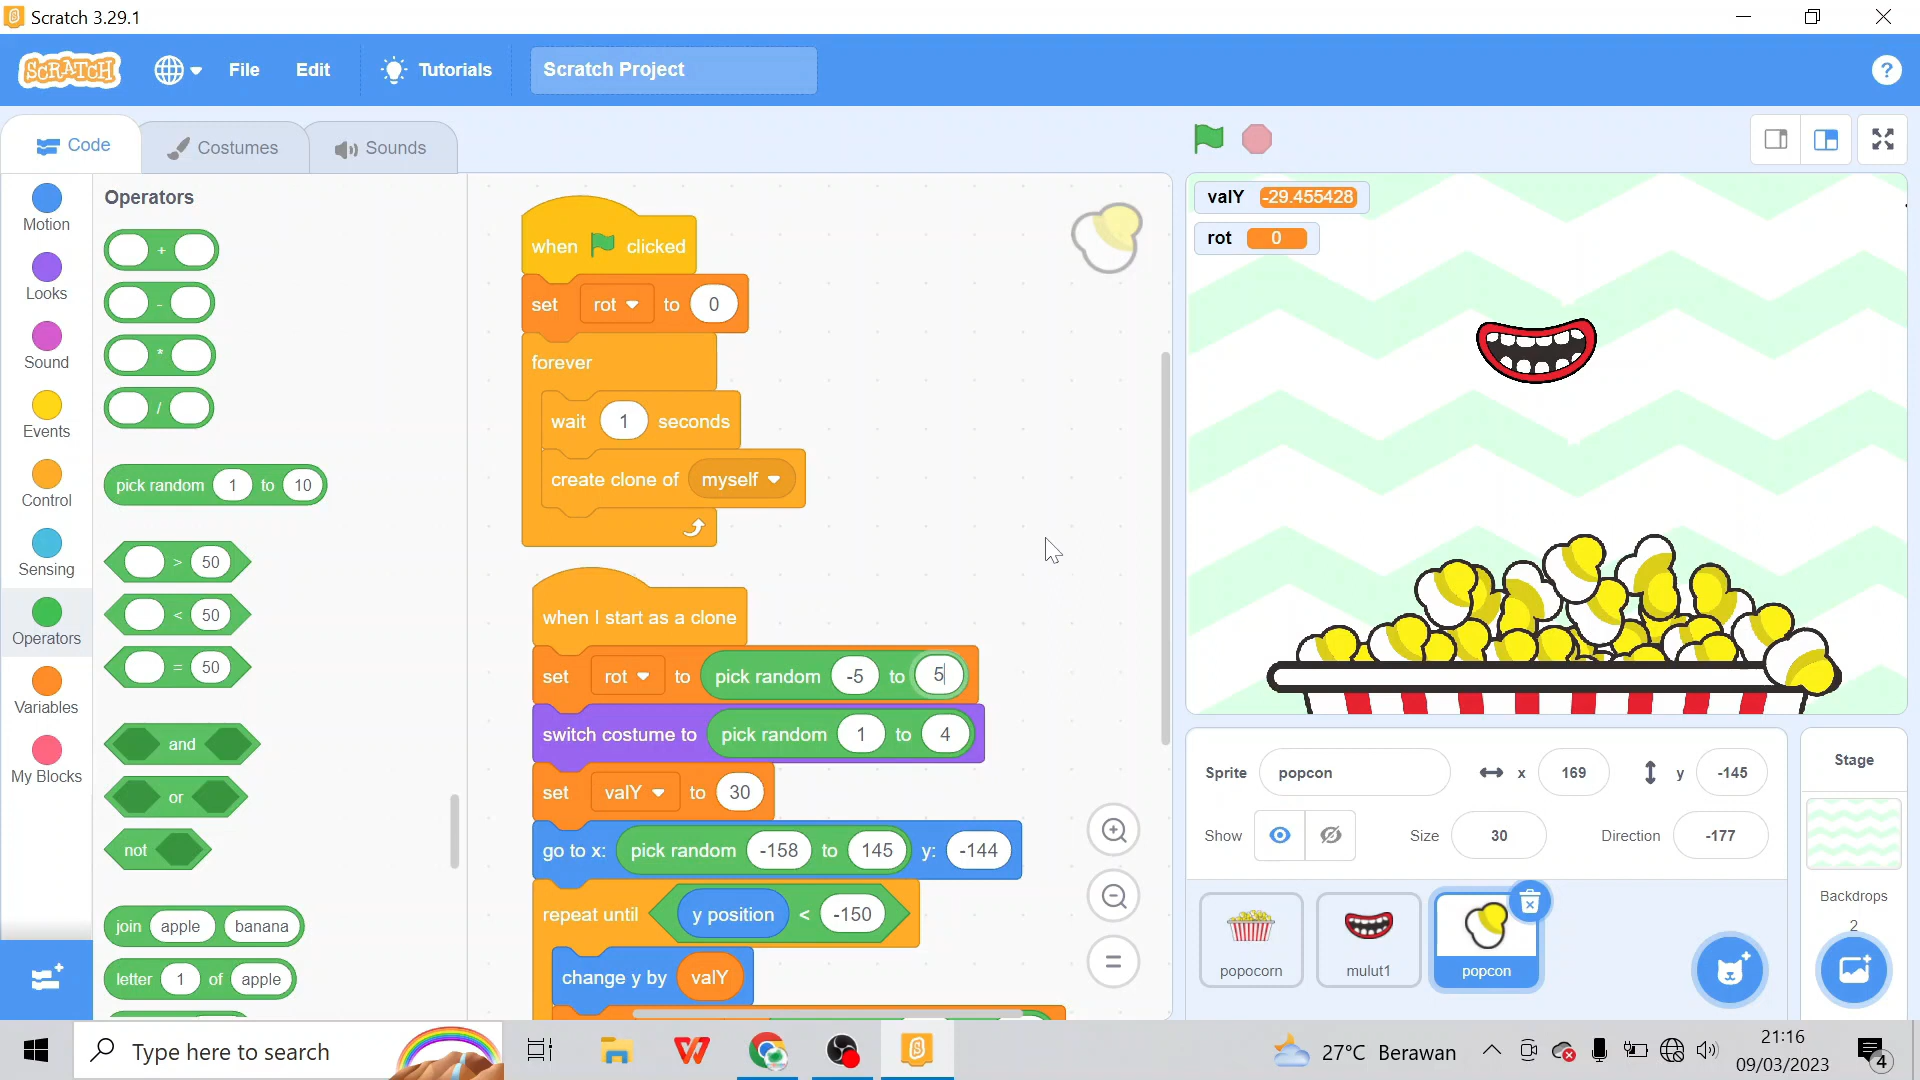 Scratch 3.29.1
SCRATCH
File
Edit
Tutorials
Scratch Project
?
Code
Costumes
Sounds
Motion
Looks
Sound
Events
Control
Sensing
Operators
Variables
My Blocks
Operators
+
-
*
/
pick random 1 to 10
> 50
< 50
= 50
and
or
not
join apple banana
letter 1 of apple
when clicked
set rot to 0
forever
wait 1 seconds
create clone of myself
when I start as a clone
set rot to pick random -5 to 5
switch costume to pick random 1 to 4
set valY to 30
go to x: pick random -158 to 145 y: -144
repeat until y position < -150
change y by valY
valY -29.455428
rot 0
Sprite popcon x 169 y -145
Show Size 30 Direction -177
popocorn
mulut1
popcon
Stage
Backdrops
2
Type here to search
27°C Berawan
21:16
09/03/2023
4